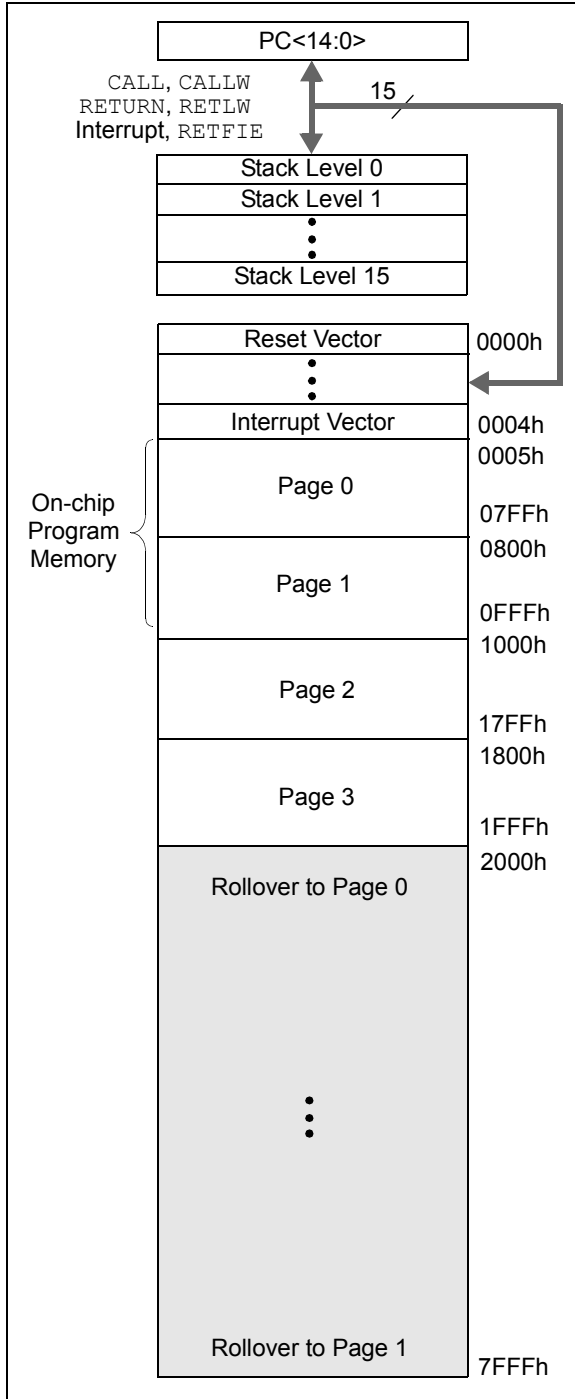 PC<14:0>
CALL, CALLW
RETURN, RETLW
Interrupt, RETFIE
15
Stack Level 0
Stack Level 1
Stack Level 15
Reset Vector
0000h
Interrupt Vector
0004h
0005h
On-chip
Program
Memory
Page 0
07FFh
0800h
Page 1
0FFFh
1000h
Page 2
17FFh
1800h
Page 3
1FFFh
2000h
Rollover to Page 0
Rollover to Page 1
7FFFh